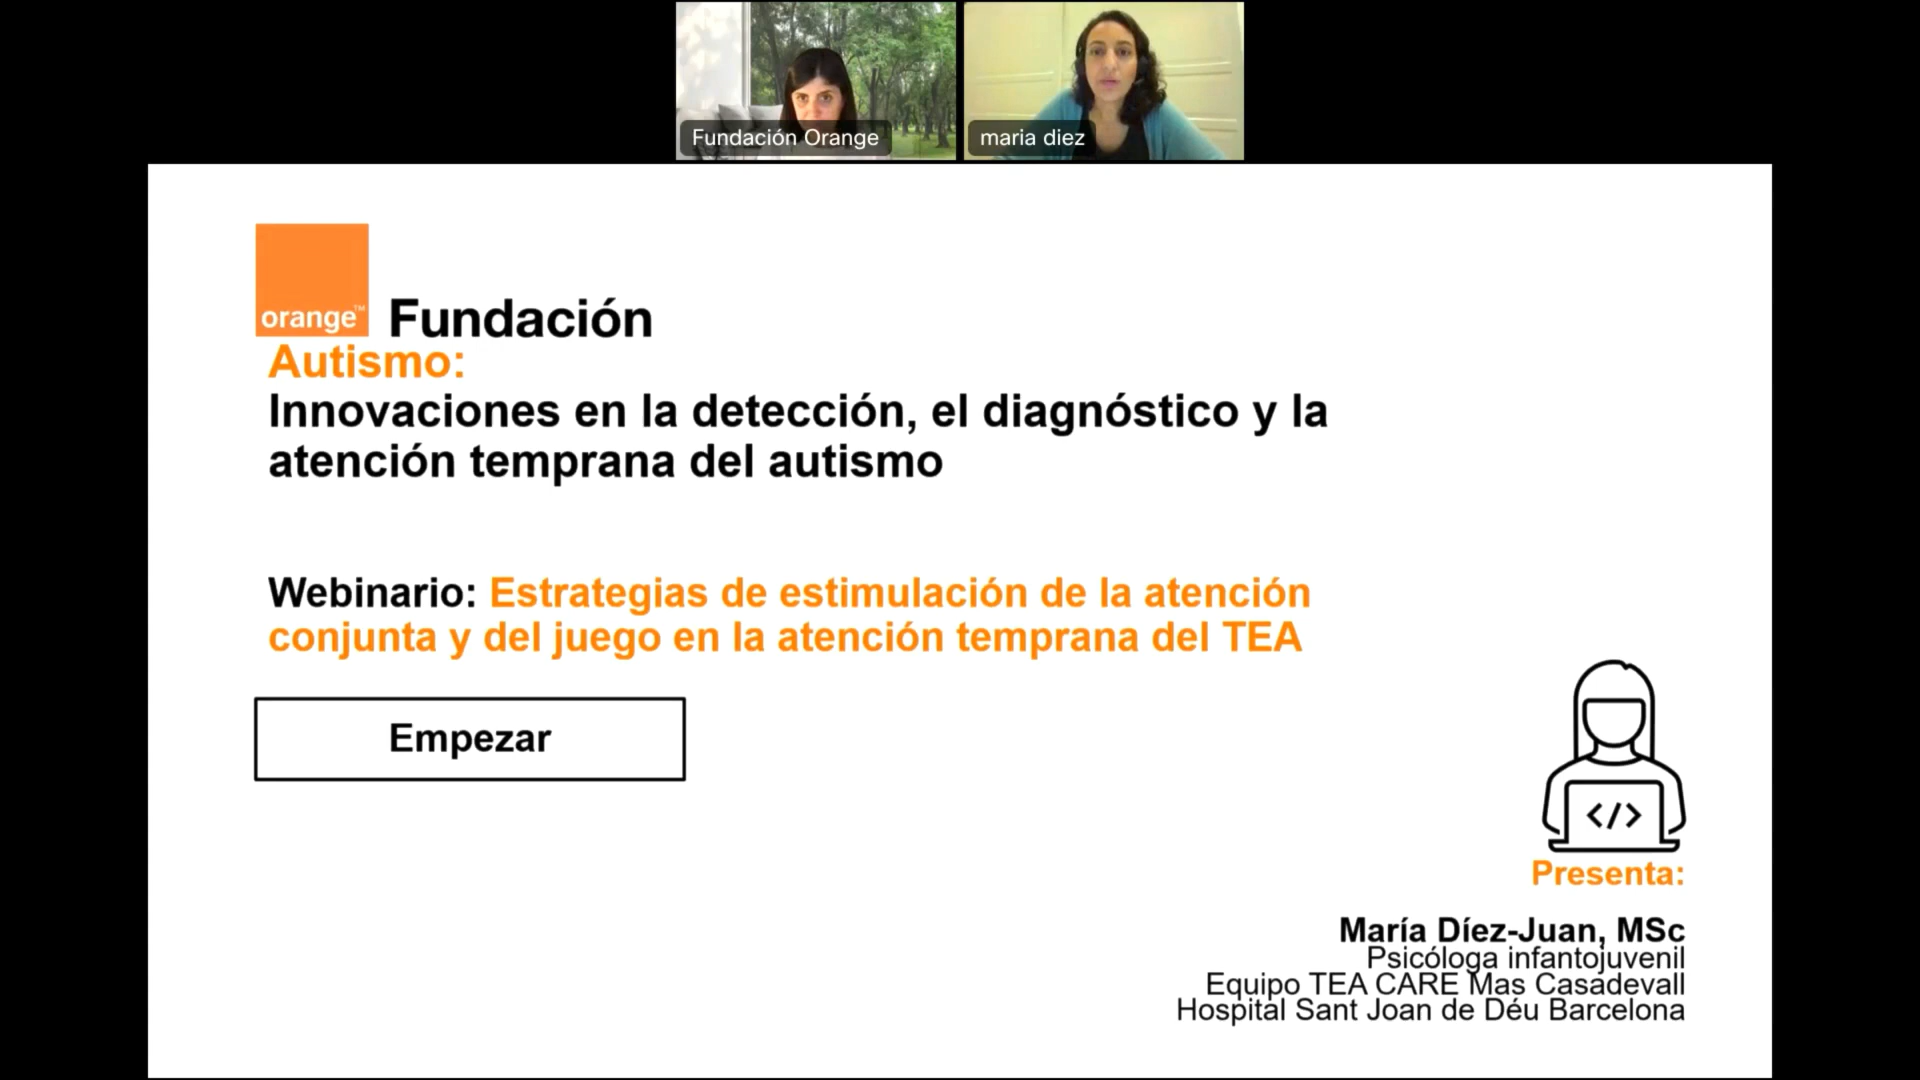 Fundación Orange
maria diez
orange™
Fundación
Autismo:
Innovaciones en la detección, el diagnóstico y la
atención temprana del autismo
Webinario: Estrategias de estimulación de la atención
conjunta y del juego en la atención temprana del TEA
Empezar
</>
Presenta:
María Díez-Juan, MSc
Psicóloga infantojuvenil
Equipo TEA CARE Mas Casadevall
Hospital Sant Joan de Déu Barcelona